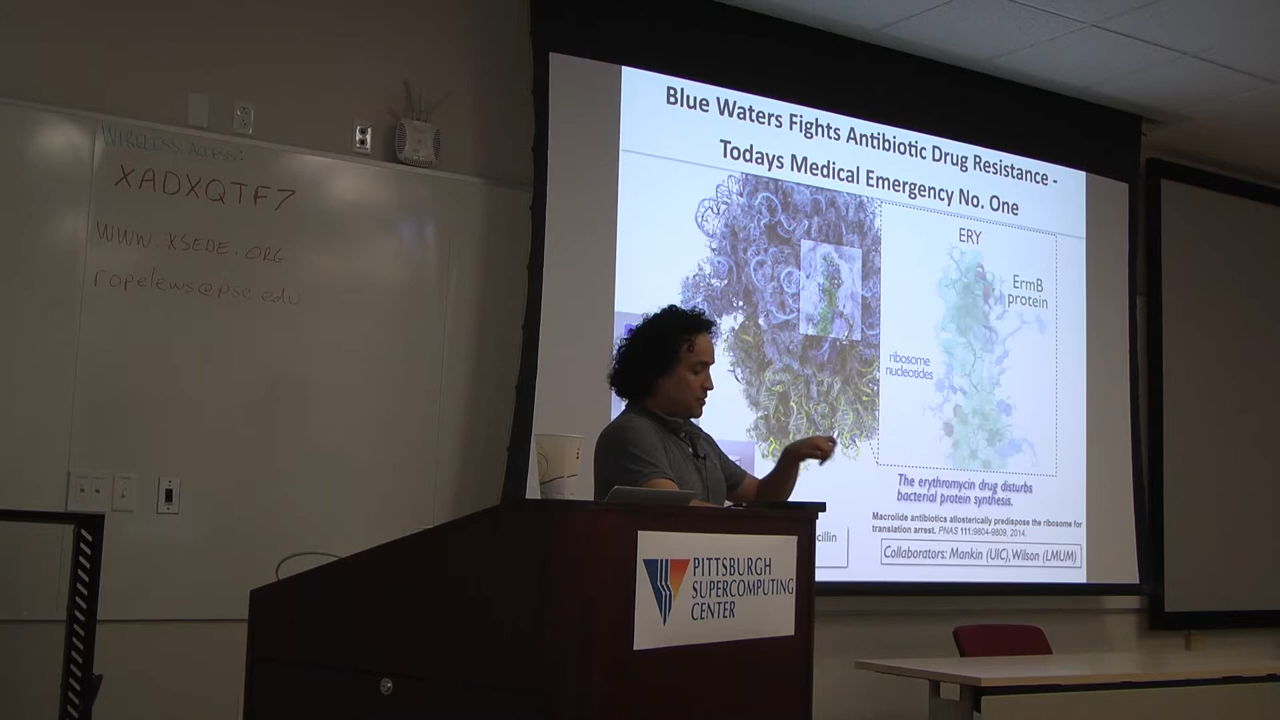 WIRELESS ACCESS:
XADXQTF7
WWW.XSEDE.ORG
ropelews@psc.edu
Blue Waters Fights Antibiotic Drug Resistance -
Todays Medical Emergency No. One
ERY
ErmB
protein
ribosome
nucleotides
The erythromycin drug disturbs
bacterial protein synthesis.
Macrolide antibiotics allosterically predispose the ribosome for
translation arrest. PNAS 111:9804-9809, 2014.
cillin
Collaborators: Mankin (UIC), Wilson (LMUM)
PITTSBURGH
SUPERCOMPUTING
CENTER